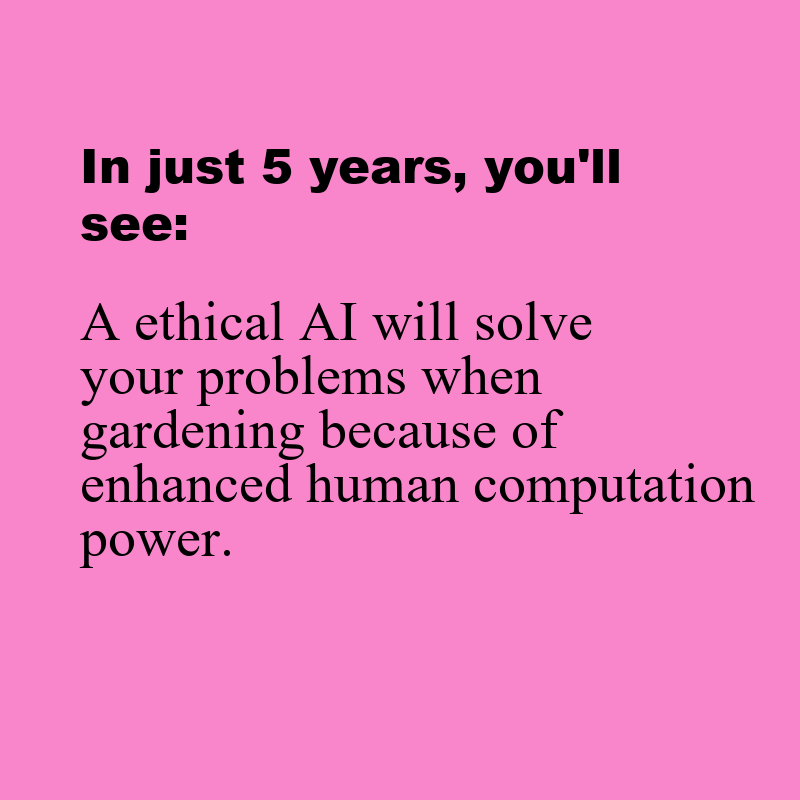 In just 5 years, you'll
see:
A ethical AI will solve
your problems when
gardening because of
enhanced human computation
power.